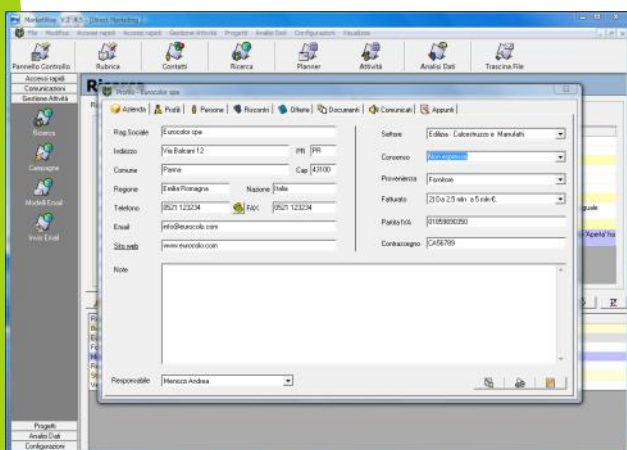 [Direct Marketing]
File Modifica Accessi rapidi Accessi rapidi Gestione Attività Progetti Analisi Dati Configurazioni Visualizza
Pannello Controllo Rubrica Contatti Ricerca Planner Attività Analisi Dati Trascina File
Accessi rapidi
Comunicazioni
Gestione Attività
Ricerca
Campagne
Modelli Email
Invio Email
Progetti
Analisi Dati
Configurazioni
Profilo - Eurocolor spa
Azienda Profili Persone Riscontri Offerte Documenti Comunicati Appunti
Rag.Sociale Eurocolor spa
Indirizzo Via Balcani 12 PR PR
Comune Parma Cap 43100
Regione Emilia Romagna Nazione Italia
Telefono 0521 123234 FAX 0521 123234
Email info@eurocolo.com
Sito web www.eurocolo.com
Settore Edilizia - Calcestruzzo e Manufatti
Consenso Non espresso
Provenienza Fornitore
Fatturato 2) Da 2,5 mln a 5 mln €.
Partita IVA 01859090350
Contrassegno CA56789
Note
Responsabile Menozzi Andrea